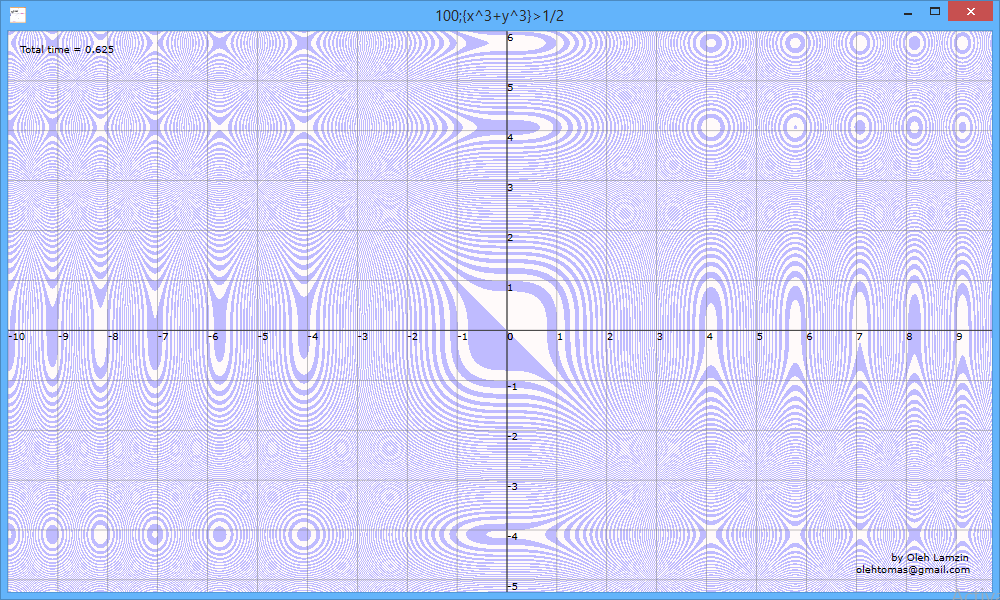 100;{x^3+y^3}>1/2
Total time = 0.625
6
5
4
3
2
1
-10 -9 -8 -7 -6 -5 -4 -3 -2 -1 0 1 2 3 4 5 6 7 8 9
-1
-2
-3
-4
-5
by Oleh Lamzin
olehtomas@gmail.com